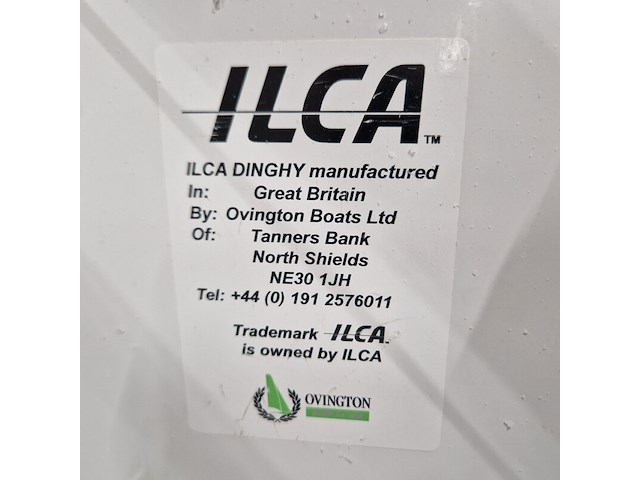 ILCA™
ILCA DINGHY manufactured
In: Great Britain
By: Ovington Boats Ltd
Of: Tanners Bank
North Shields
NE30 1JH
Tel: +44 (0) 191 2576011
Trademark ILCA.
is owned by ILCA
OVINGTON